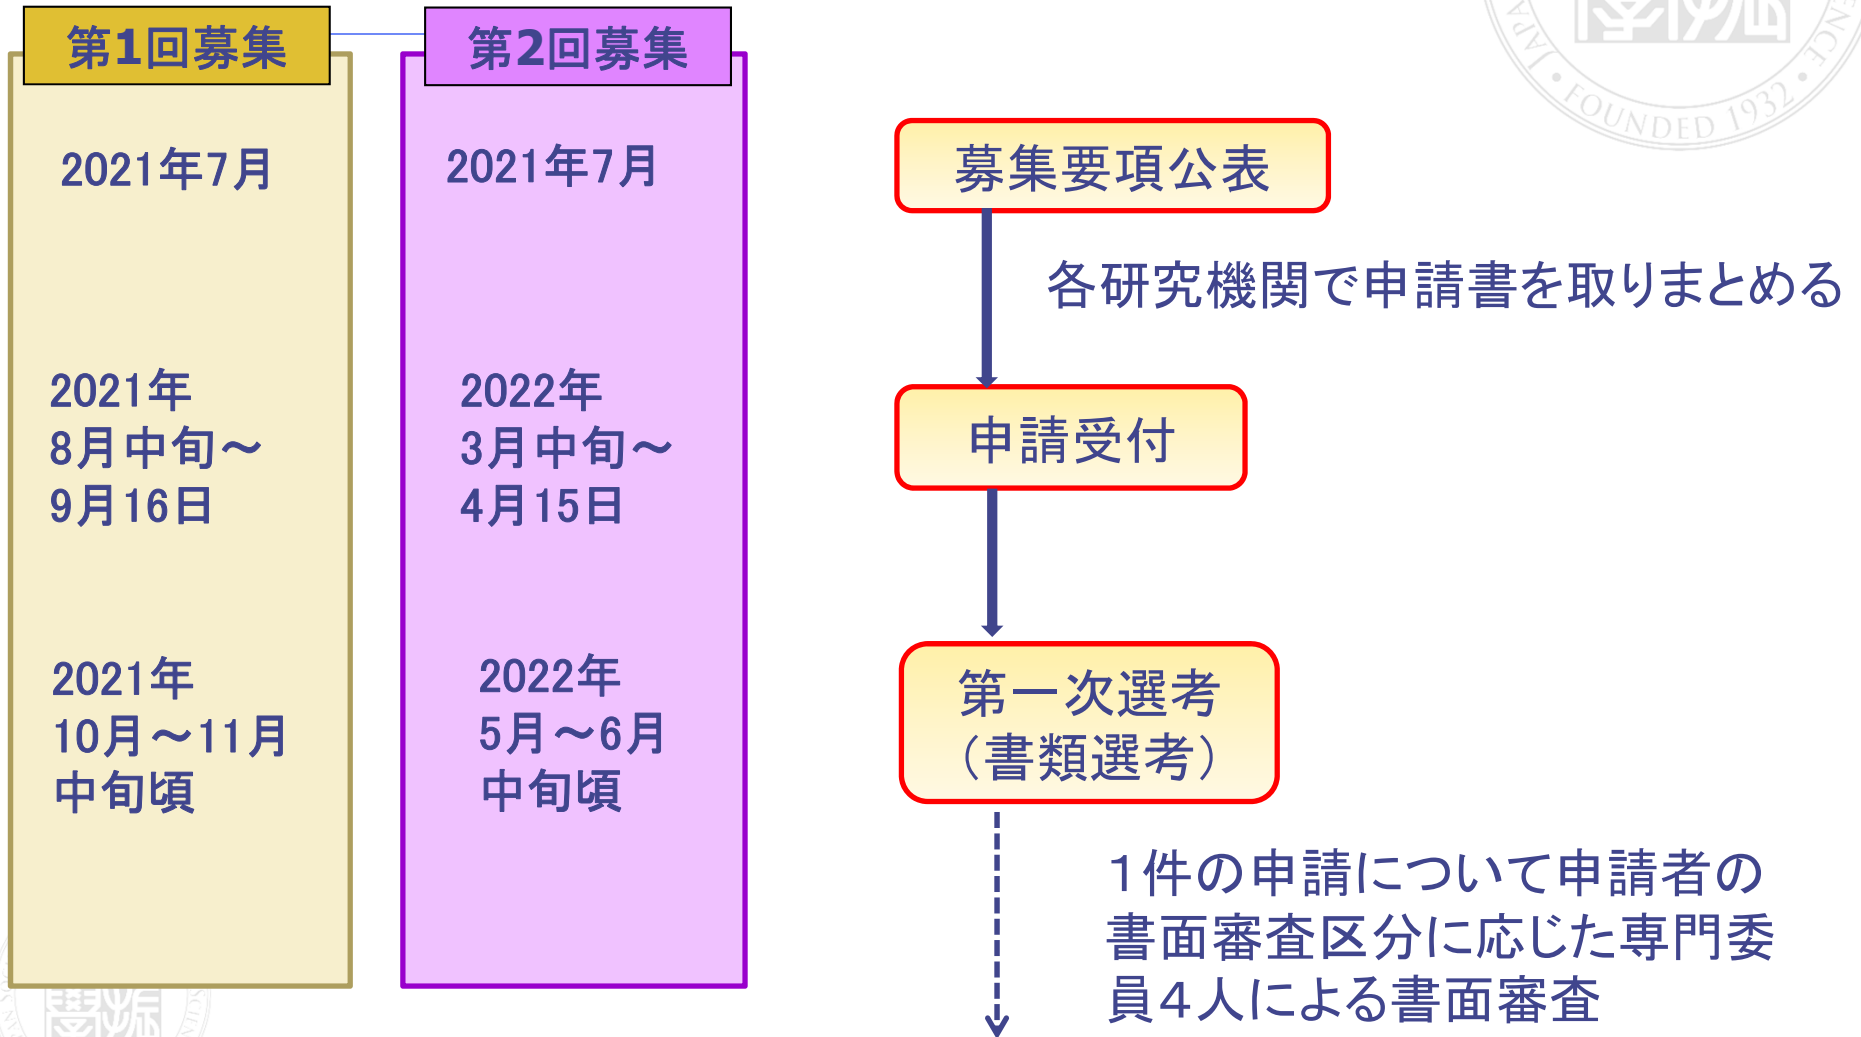 第1回募集
2021年7月
2021年
8月中旬～
9月16日
2021年
10月～11月
中旬頃
第2回募集
2021年7月
2022年
3月中旬～
4月15日
2022年
5月～6月
中旬頃
募集要項公表
各研究機関で申請書を取りまとめる
申請受付
第一次選考
（書類選考）
１件の申請について申請者の
書面審査区分に応じた専門委
員４人による書面審査
FOUNDED 1932